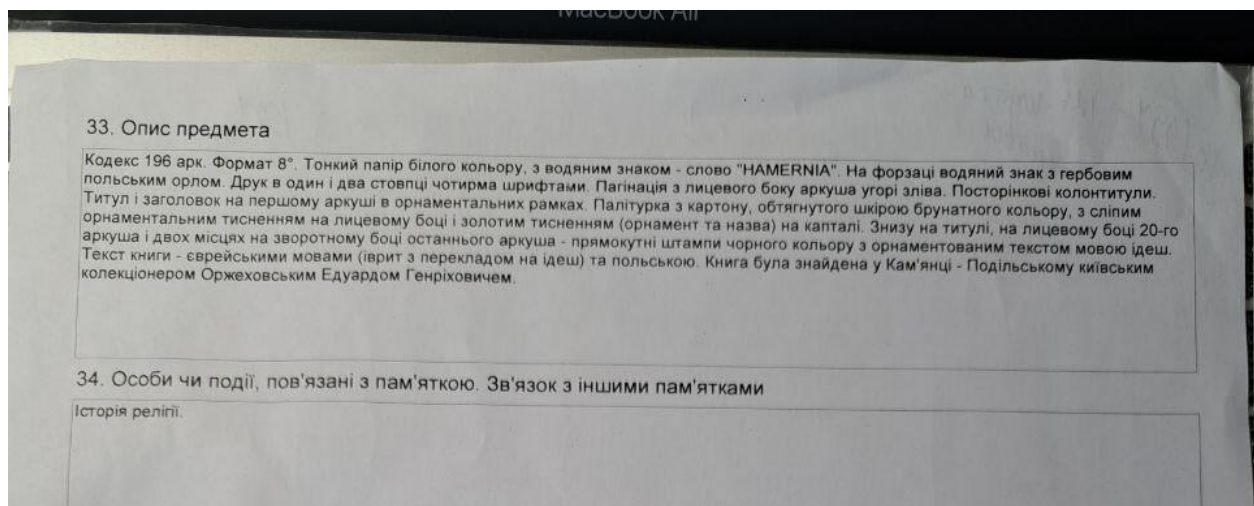 MacBook Air
33. Опис предмета
Кодекс 196 арк. Формат 8°. Тонкий папір білого кольору, з водяним знаком - слово "HAMERNIA". На форзаці водяний знак з гербовим
польським орлом. Друк в один і два стовпці чотирма шрифтами. Пагінація з лицевого боку аркуша угорі зліва. Посторінкові колонтитули.
Титул і заголовок на першому аркуші в орнаментальних рамках. Палітурка з картону, обтягнутого шкірою брунатного кольору, з сліпим
орнаментальним тисненням на лицевому боці і золотим тисненням (орнамент та назва) на капталі. Знизу на титулі, на лицевому боці 20-го
аркуша і двох місцях на зворотному боці останнього аркуша - прямокутні штампи чорного кольору з орнаментованим текстом мовою ідеш.
Текст книги - єврейськими мовами (іврит з перекладом на ідеш) та польською. Книга була знайдена у Кам'янці - Подільському київським
колекціонером Оржеховським Едуардом Генріховичем.
34. Особи чи події, пов'язані з пам'яткою. Зв'язок з іншими пам'ятками
Історія релігії.